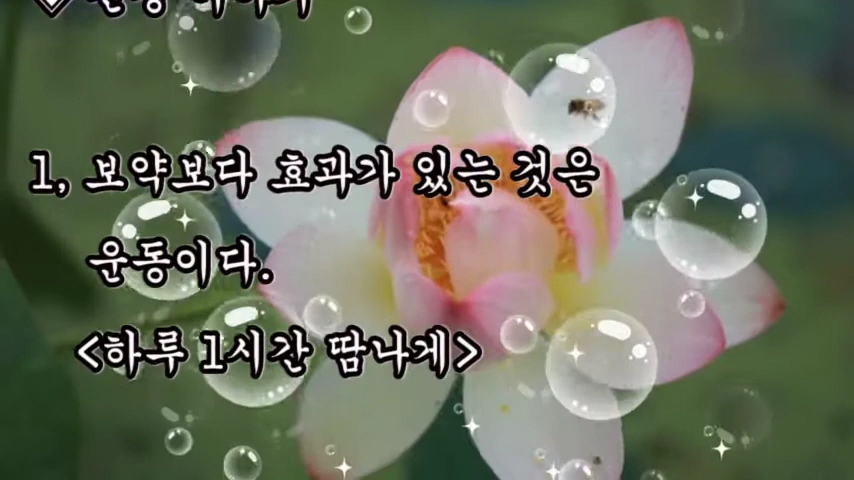 1, 보약보다 효과가 있는 것은
운동이다.
<하루 1시간 땀나게>